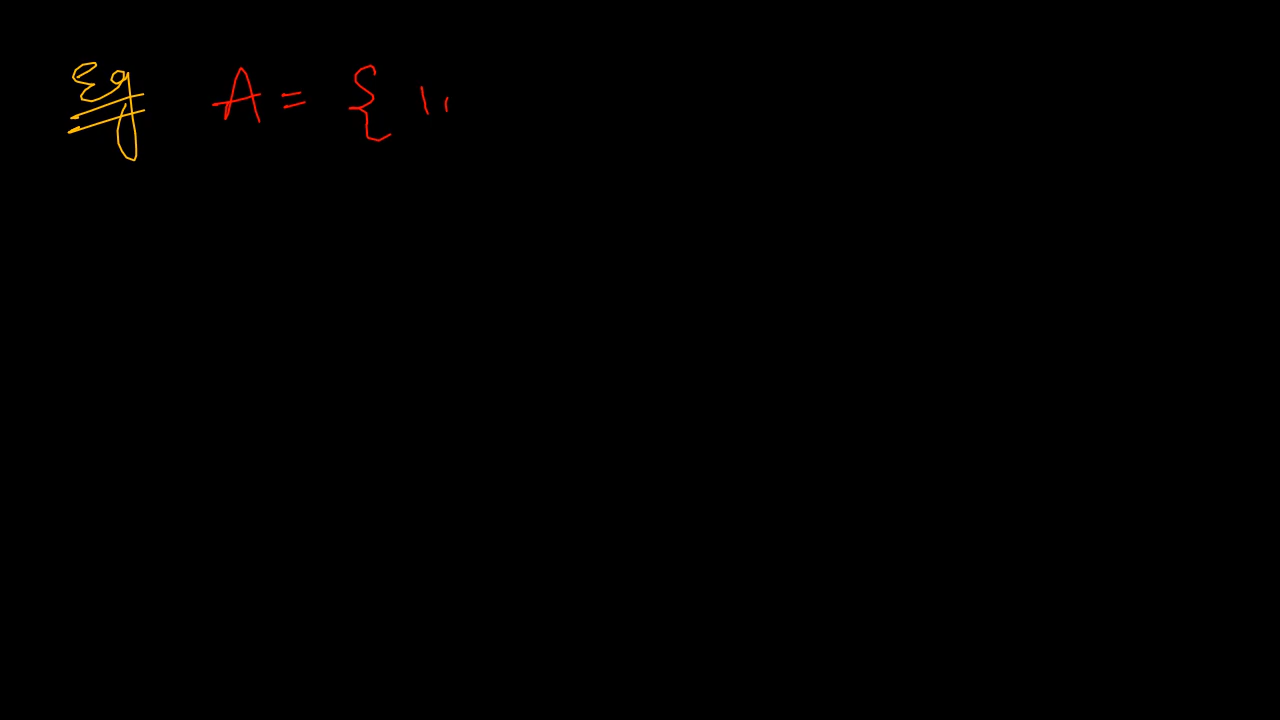 Eg A = { 1,